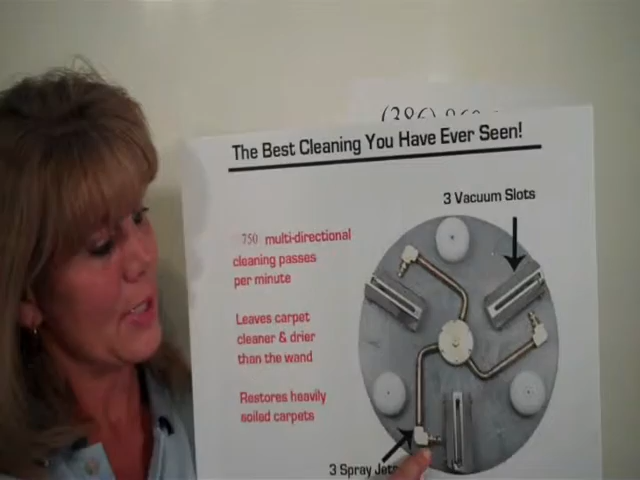 The Best Cleaning You Have Ever Seen!
3 Vacuum Slots
750 multi-directional
cleaning passes
per minute
Leaves carpet
cleaner & drier
than the wand
Restores heavily
soiled carpets
3 Spray Jets